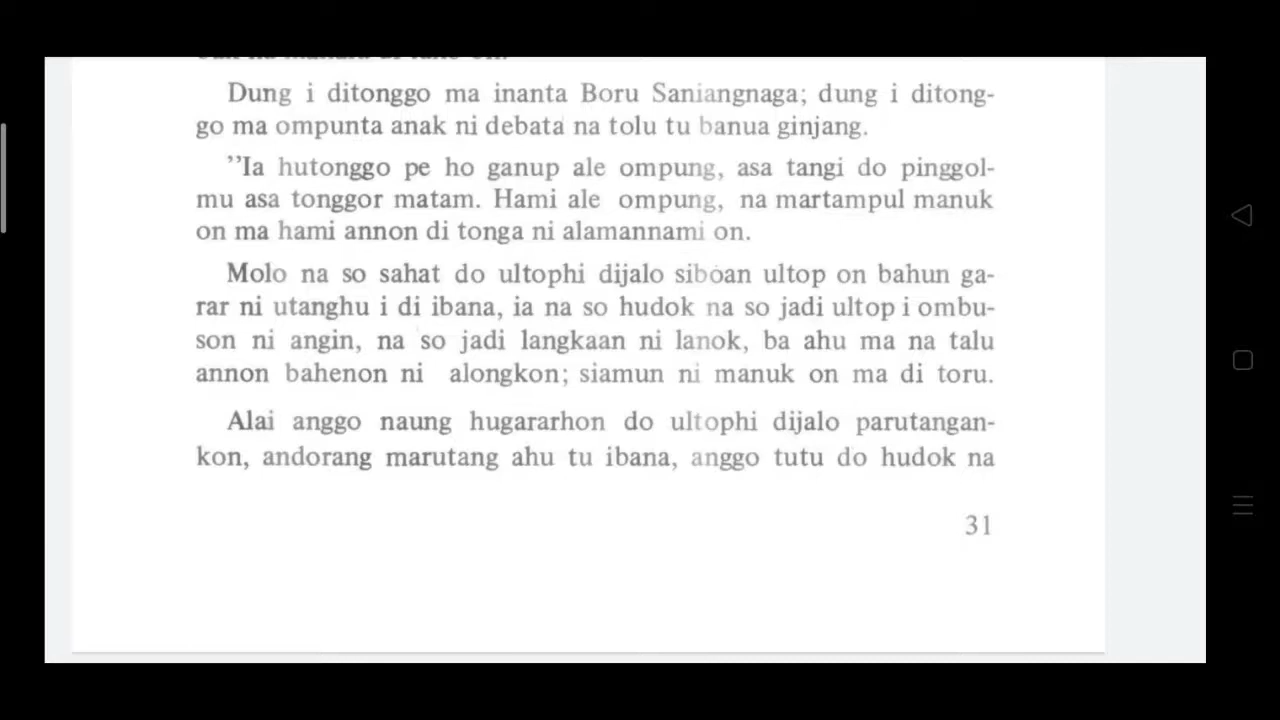 Dung i ditonggo ma inanta Boru Saniangnaga; dung i ditong-
go ma ompunta anak ni debata na tolu tu banua ginjang.
”Ia hutonggo pe ho ganup ale ompung, asa tangi do pinggol-
mu asa tonggor matam. Hami ale ompung, na martampul manuk
on ma hami annon di tonga ni alamannami on.
Molo na so sahat do ultophi dijalo siboan ultop on bahun ga-
rar ni utanghu i di ibana, ia na so hudok na so jadi ultop i ombu-
son ni angin, na so jadi langkaan ni lanok, ba ahu ma na talu
annon bahenon ni alongkon; siamun ni manuk on ma di toru.
Alai anggo naung hugararhon do ultophi dijalo parutangan-
kon, andorang marutang ahu tu ibana, anggo tutu do hudok na
31